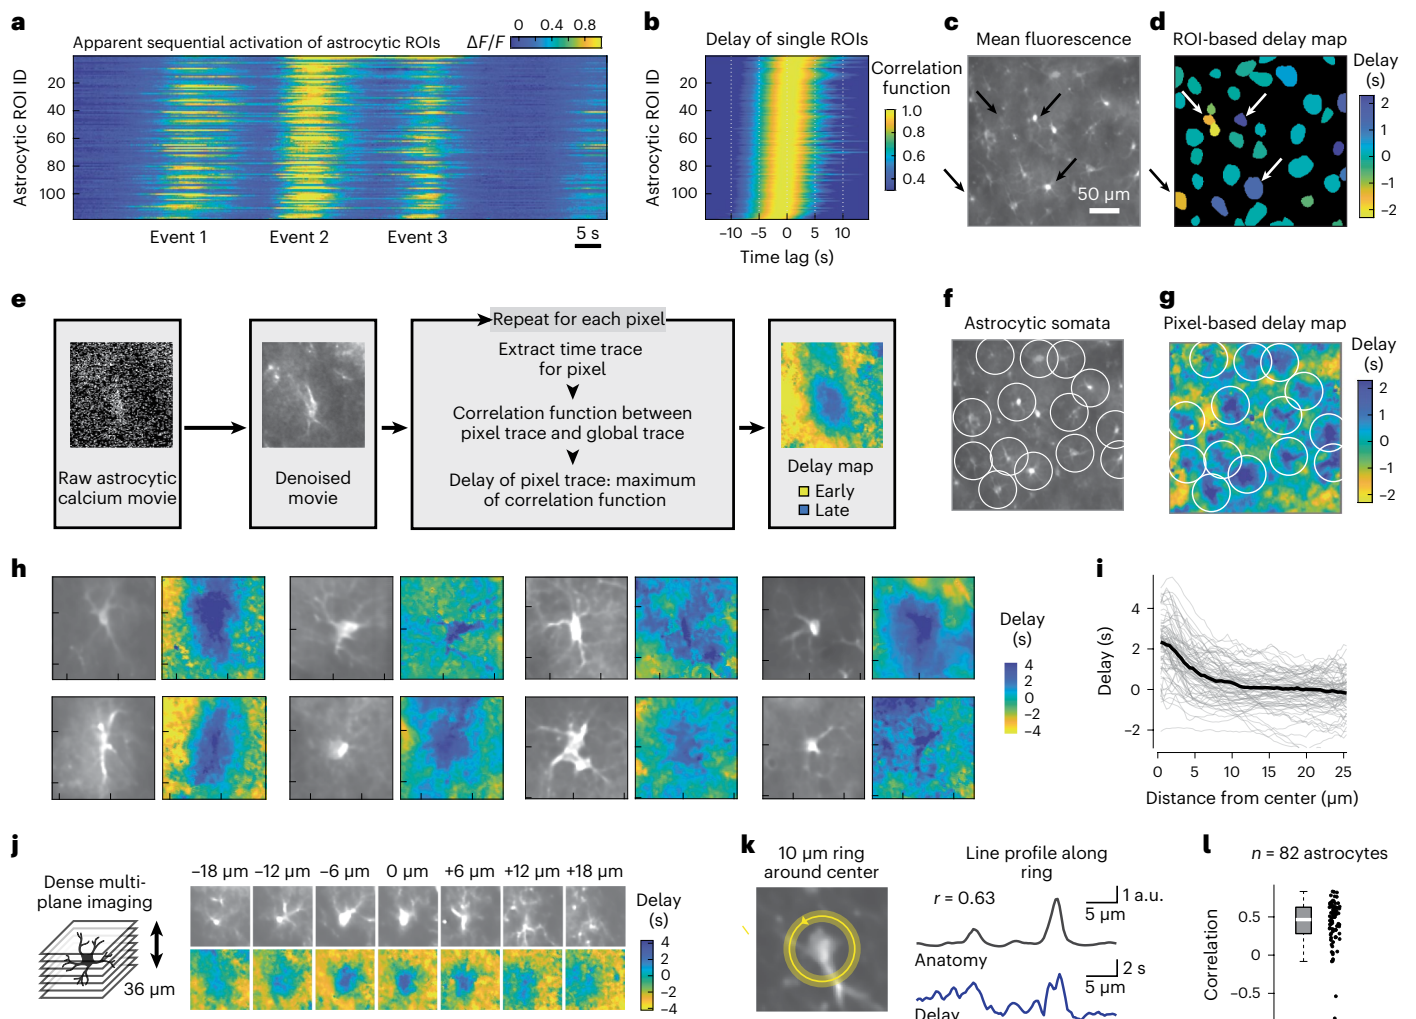 a
Apparent sequential activation of astrocytic ROIs
ΔF/F
0 0.4 0.8
Astrocytic ROI ID
20
40
60
80
100
Event 1 Event 2 Event 3
5 s
b
Delay of single ROIs
Astrocytic ROI ID
20
40
60
80
100
−10 −5 0 5 10
Time lag (s)
Correlation
function
1.0
0.8
0.6
0.4
c
Mean fluorescence
50 µm
d
ROI-based delay map
Delay
(s)
2
1
0
−1
−2
e
Raw astrocytic
calcium movie
Denoised
movie
Repeat for each pixel
Extract time trace
for pixel
Correlation function between
pixel trace and global trace
Delay of pixel trace: maximum
of correlation function
Delay map
Early
Late
f
Astrocytic somata
g
Pixel-based delay map
Delay
(s)
2
1
0
−1
−2
h
Delay
(s)
4
2
0
−2
−4
i
Delay (s)
4
2
0
−2
0 5 10 15 20 25
Distance from center (µm)
j
Dense multi-
plane imaging
36 µm
−18 µm −12 µm −6 µm 0 µm +6 µm +12 µm +18 µm
Delay
(s)
4
2
0
−2
−4
k
10 µm ring
around center
Line profile along
ring
r = 0.63
1 a.u.
5 µm
Anatomy
2 s
5 µm
Delay
l
n = 82 astrocytes
Correlation
0.5
0
−0.5